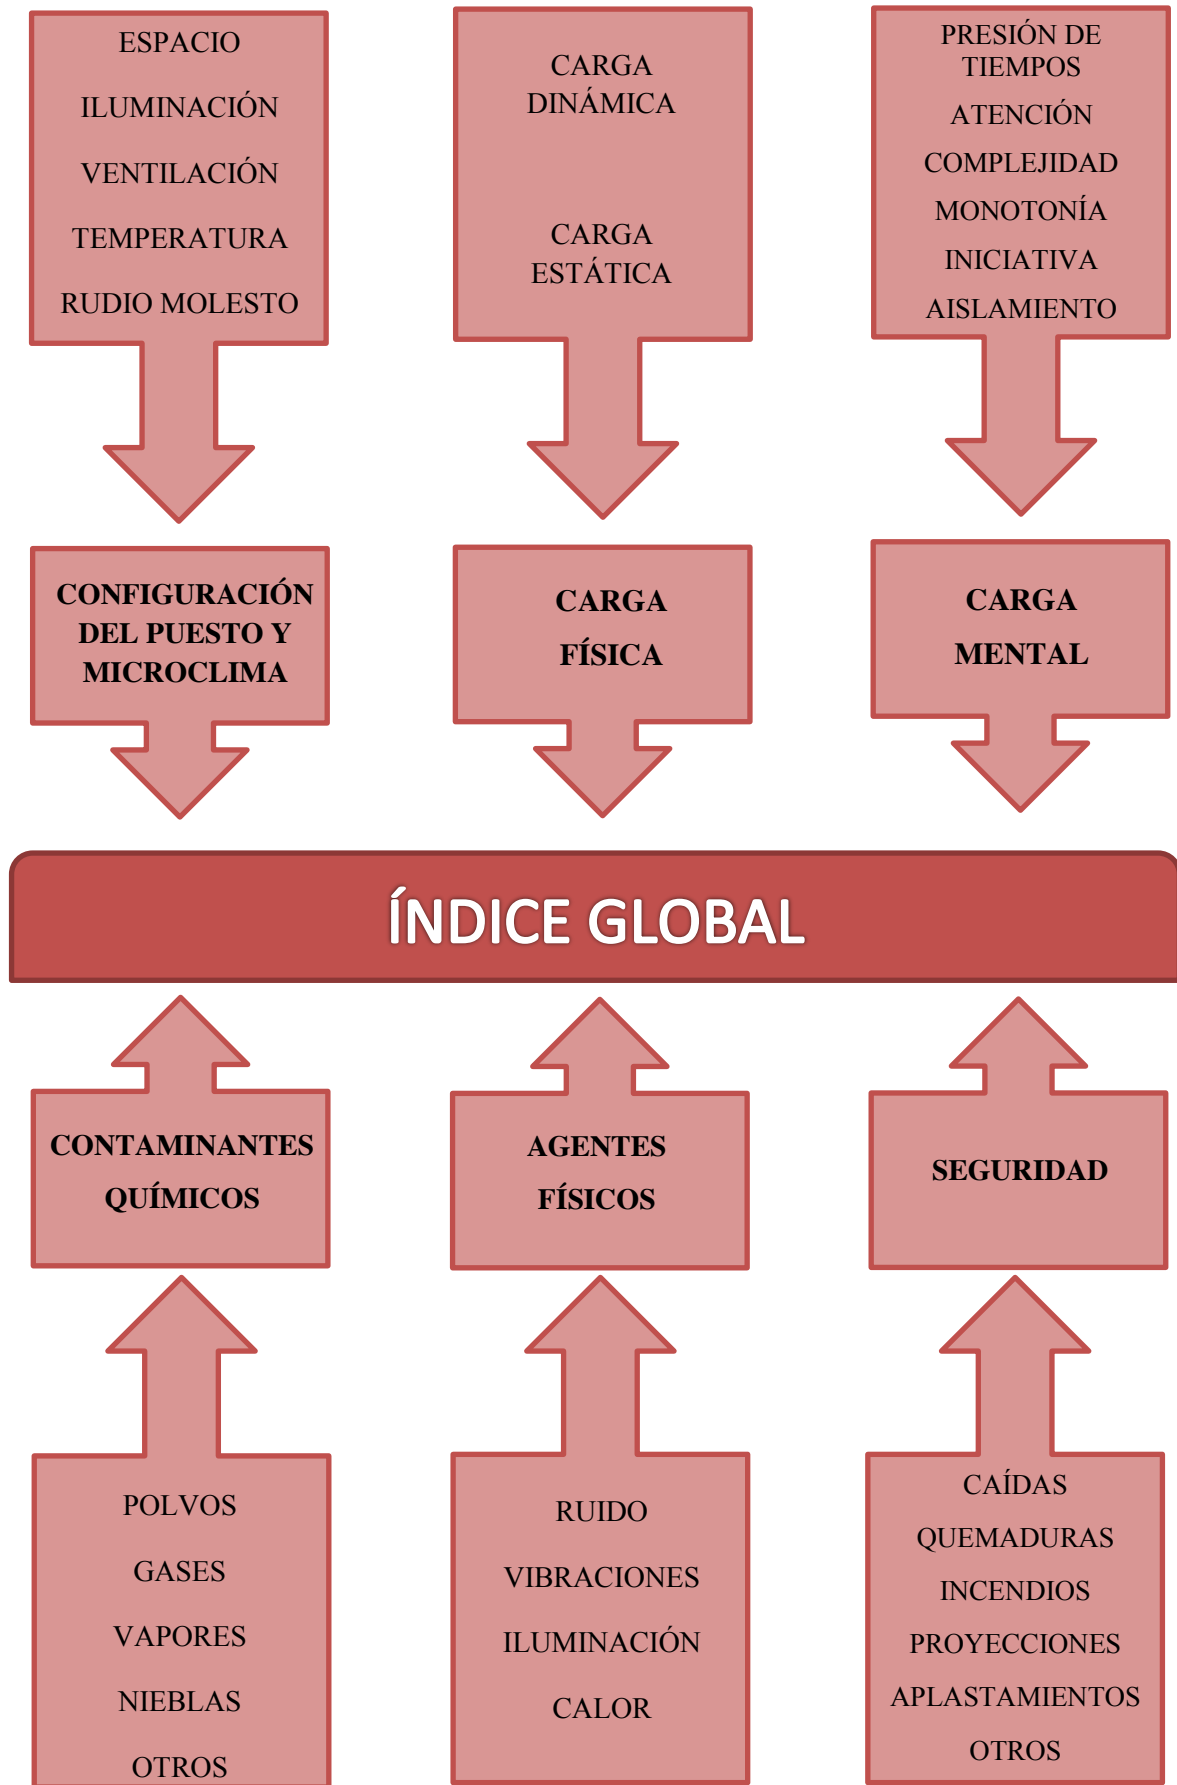 ESPACIO
ILUMINACIÓN
VENTILACIÓN
TEMPERATURA
RUDIO MOLESTO
CARGA
DINÁMICA
CARGA
ESTÁTICA
PRESIÓN DE
TIEMPOS
ATENCIÓN
COMPLEJIDAD
MONOTONÍA
INICIATIVA
AISLAMIENTO
CONFIGURACIÓN
DEL PUESTO Y
MICROCLIMA
CARGA
FÍSICA
CARGA
MENTAL
ÍNDICE GLOBAL
CONTAMINANTES
QUÍMICOS
AGENTES
FÍSICOS
SEGURIDAD
POLVOS
GASES
VAPORES
NIEBLAS
OTROS
RUIDO
VIBRACIONES
ILUMINACIÓN
CALOR
CAÍDAS
QUEMADURAS
INCENDIOS
PROYECCIONES
APLASTAMIENTOS
OTROS